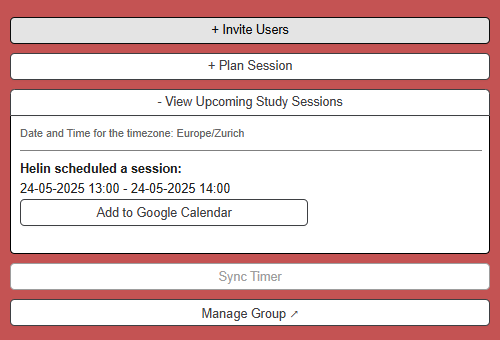 + Invite Users
+ Plan Session
- View Upcoming Study Sessions
Date and Time for the timezone: Europe/Zurich
Helin scheduled a session:
24-05-2025 13:00 - 24-05-2025 14:00
Add to Google Calendar
Sync Timer
Manage Group ↗